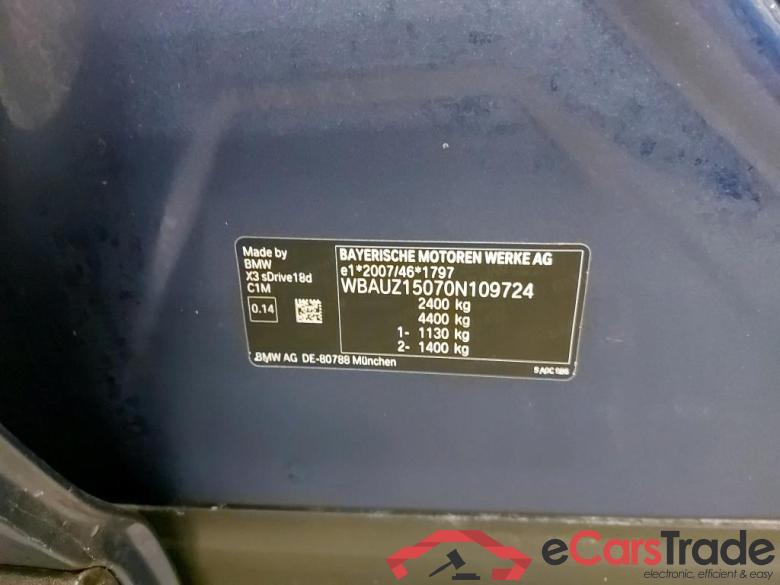 Made by
BMW
X3 sDrive18d
C1M
0.14
BAYERISCHE MOTOREN WERKE AG
e1*2007/46*1797
WBAUZ15070N109724
2400 kg
4400 kg
1- 1130 kg
2- 1400 kg
BMW AG DE-80788 München
eCarsTrade
electronic, efficient & easy